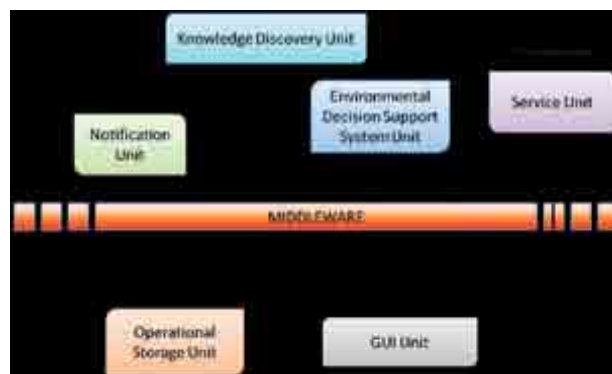 Knowledge Discovery Unit
Environmental
Decision Support
System Unit
Service Unit
Notification
Unit
MIDDLEWARE
Operational
Storage Unit
GUI Unit